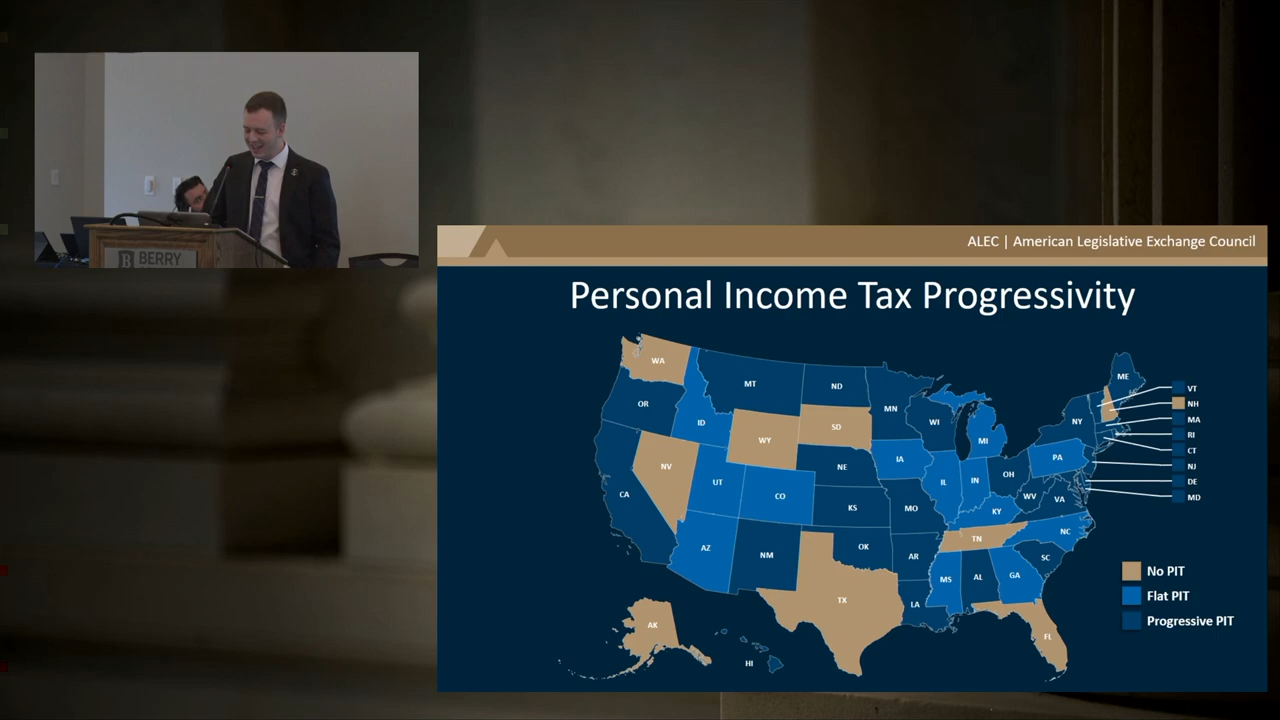 BERRY
ALEC | American Legislative Exchange Council
Personal Income Tax Progressivity
WA
MT
ND
MN
ME
VT
OR
ID
SD
WI
NY
NH
WY
MI
MA
NV
IA
PA
RI
NE
OH
CT
UT
CO
IL
IN
NJ
CA
KS
MO
WV
VA
DE
KY
MD
AZ
NM
OK
AR
TN
NC
SC
MS
AL
GA
TX
LA
AK
FL
HI
No PIT
Flat PIT
Progressive PIT